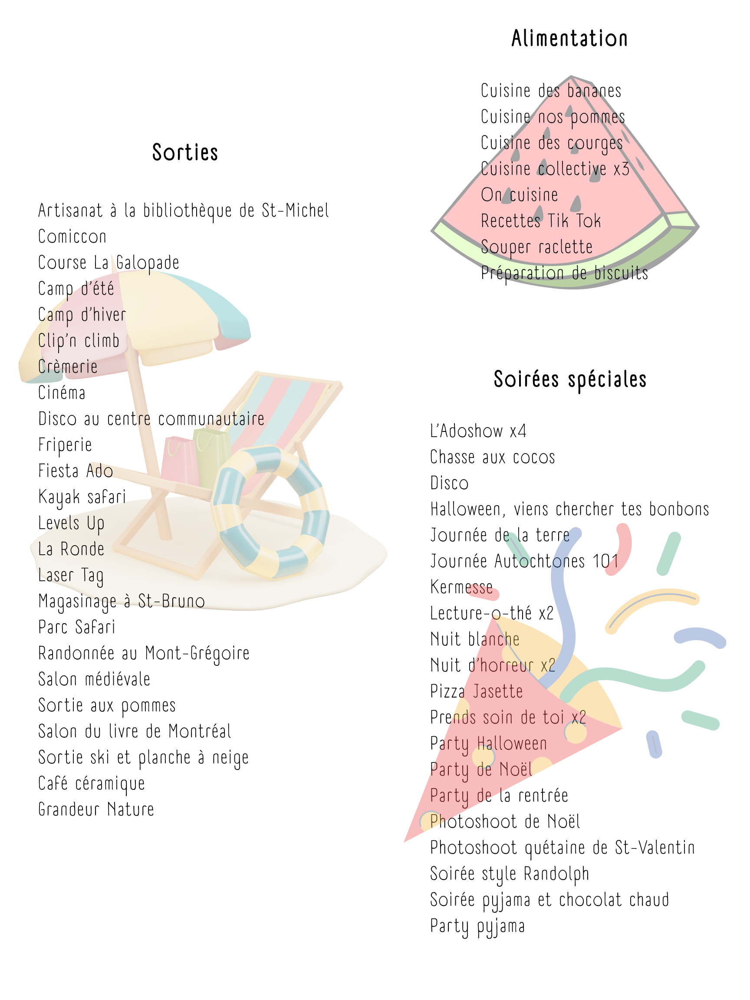 Sorties
Artisanat à la bibliothèque de St-Michel
Comiccon
Course La Galopade
Camp d'été
Camp d'hiver
Clip'n climb
Crèmerie
Cinéma
Disco au centre communautaire
Friperie
Fiesta Ado
Kayak safari
Levels Up
La Ronde
Laser Tag
Magasinage à St-Bruno
Parc Safari
Randonnée au Mont-Grégoire
Salon médiévale
Sortie aux pommes
Salon du livre de Montréal
Sortie ski et planche à neige
Café céramique
Grandeur Nature
Alimentation
Cuisine des bananes
Cuisine nos pommes
Cuisine des courges
Cuisine collective x3
On cuisine
Recettes Tik Tok
Souper raclette
Préparation de biscuits
Soirées spéciales
L'Adoshow x4
Chasse aux cocos
Disco
Halloween, viens chercher tes bonbons
Journée de la terre
Journée Autochtones 101
Kermesse
Lecture-o-thé x2
Nuit blanche
Nuit d'horreur x2
Pizza Jasette
Prends soin de toi x2
Party Halloween
Party de Noël
Party de la rentrée
Photoshoot de Noël
Photoshoot quétaine de St-Valentin
Soirée style Randolph
Soirée pyjama et chocolat chaud
Party pyjama